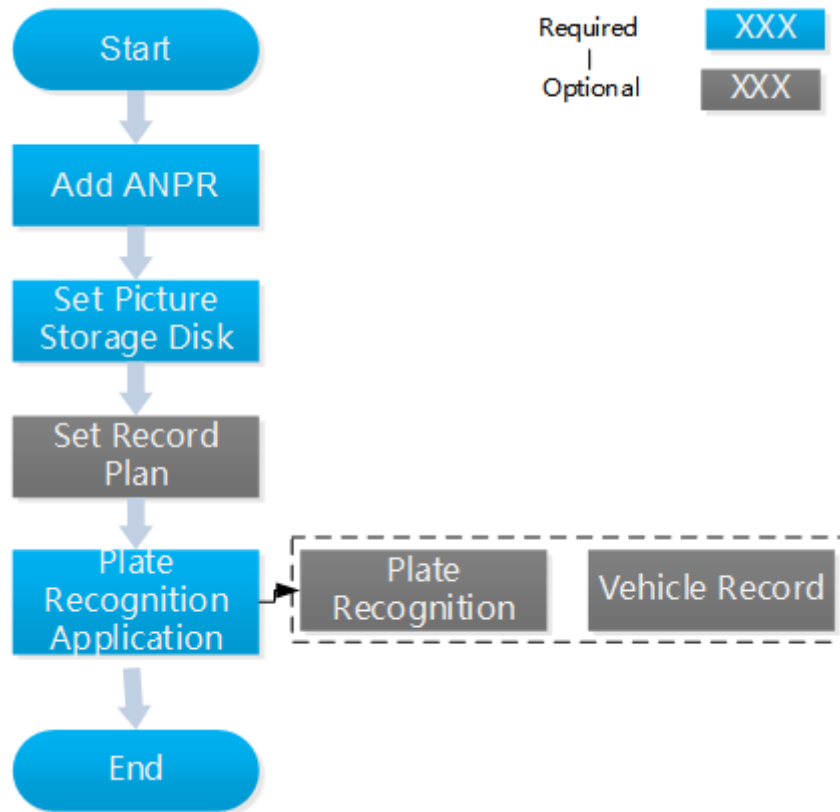 Start
Required
XXX
|
Optional
XXX
Add ANPR
Set Picture
Storage Disk
Set Record
Plan
Plate
Recognition
Application
Plate
Recognition
Vehicle Record
End